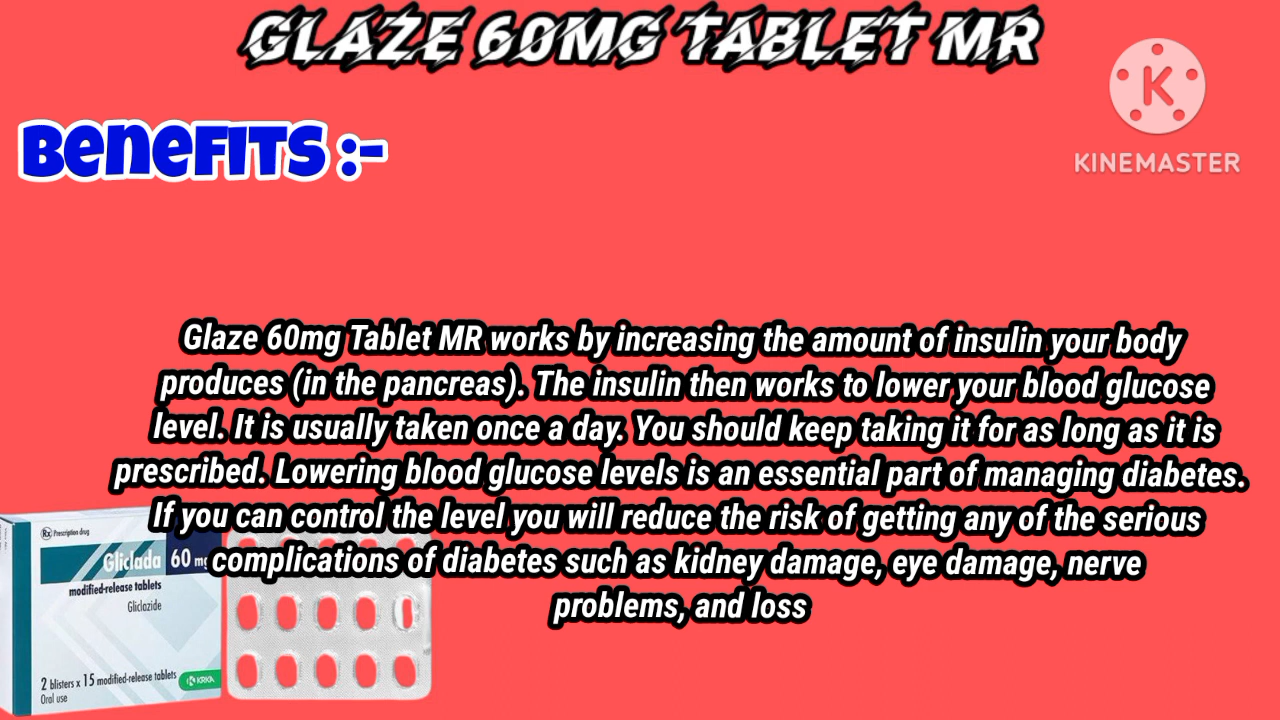 GLAZE 60MG TABLET MR
K
KINEMASTER
BENEFITS :-
Glaze 60mg Tablet MR works by increasing the amount of insulin your body
produces (in the pancreas). The insulin then works to lower your blood glucose
level. It is usually taken once a day. You should keep taking it for as long as it is
prescribed. Lowering blood glucose levels is an essential part of managing diabetes.
If you can control the level you will reduce the risk of getting any of the serious
complications of diabetes such as kidney damage, eye damage, nerve
problems, and loss
Rx Prescription drug
Gliclada 60 mg
modified-release tablets
Gliclazide
2 blisters x 15 modified-release tablets
KRKA
Oral use